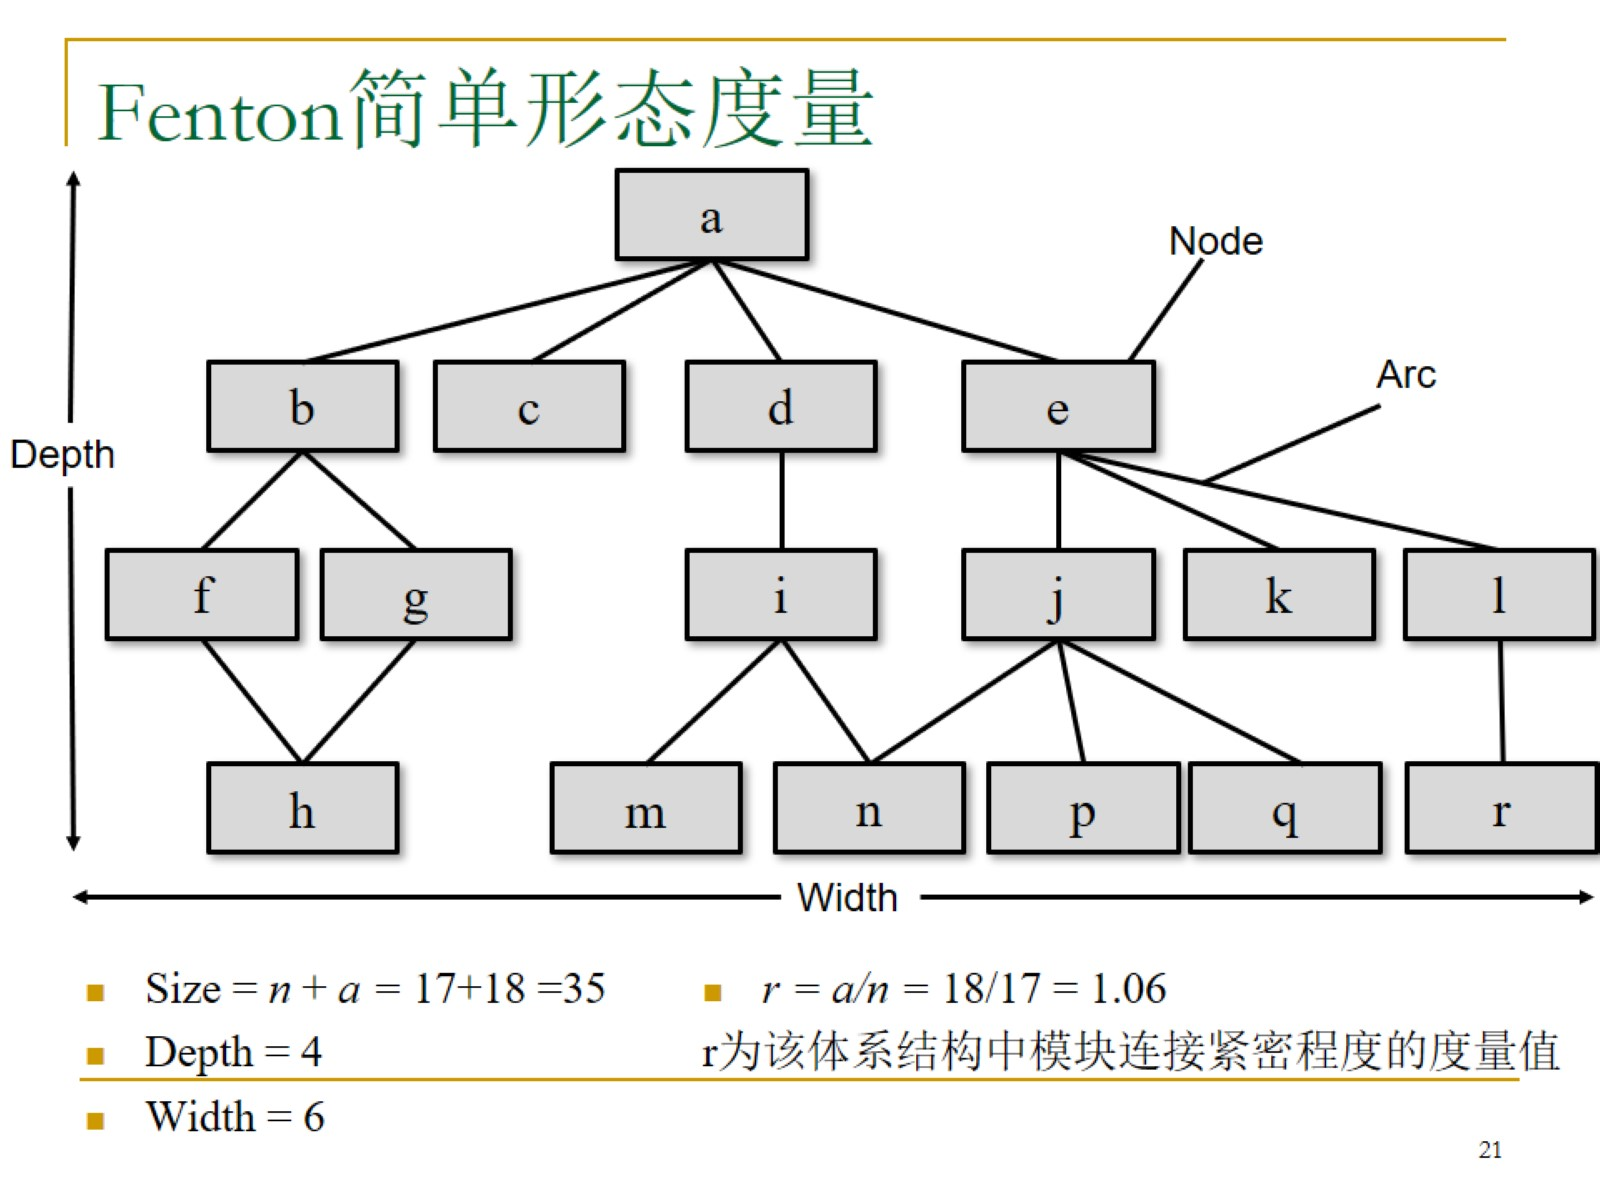 Fenton简单形态度量
a
Node
Arc
b c d e
Depth
f g i j k l
h m n p q r
Width
Size = n + a = 17+18 =35
r = a/n = 18/17 = 1.06
Depth = 4
r为该体系结构中模块连接紧密程度的度量值
Width = 6
21